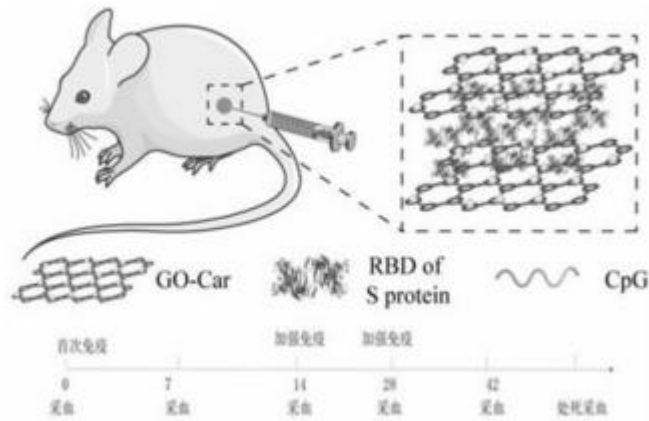 GO-Car
RBD of
S protein
CpG
首次免疫 加强免疫 加强免疫
0 7 14 28 42
采血 采血 采血 采血 采血 处死采血